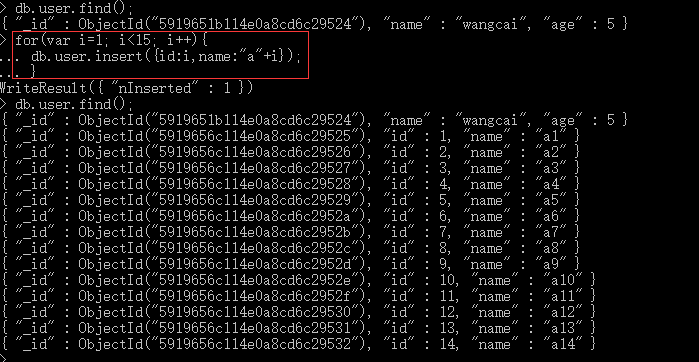 > db.user.find();
{ "_id" : ObjectId("5919651b114e0a8cd6c29524"), "name" : "wangcai", "age" : 5 }
> for(var i=1; i<15; i++){
... db.user.insert({id:i,name:"a"+i});
... }
WriteResult({ "nInserted" : 1 })
> db.user.find();
{ "_id" : ObjectId("5919651b114e0a8cd6c29524"), "name" : "wangcai", "age" : 5 }
{ "_id" : ObjectId("5919656c114e0a8cd6c29525"), "id" : 1, "name" : "a1" }
{ "_id" : ObjectId("5919656c114e0a8cd6c29526"), "id" : 2, "name" : "a2" }
{ "_id" : ObjectId("5919656c114e0a8cd6c29527"), "id" : 3, "name" : "a3" }
{ "_id" : ObjectId("5919656c114e0a8cd6c29528"), "id" : 4, "name" : "a4" }
{ "_id" : ObjectId("5919656c114e0a8cd6c29529"), "id" : 5, "name" : "a5" }
{ "_id" : ObjectId("5919656c114e0a8cd6c2952a"), "id" : 6, "name" : "a6" }
{ "_id" : ObjectId("5919656c114e0a8cd6c2952b"), "id" : 7, "name" : "a7" }
{ "_id" : ObjectId("5919656c114e0a8cd6c2952c"), "id" : 8, "name" : "a8" }
{ "_id" : ObjectId("5919656c114e0a8cd6c2952d"), "id" : 9, "name" : "a9" }
{ "_id" : ObjectId("5919656c114e0a8cd6c2952e"), "id" : 10, "name" : "a10" }
{ "_id" : ObjectId("5919656c114e0a8cd6c2952f"), "id" : 11, "name" : "a11" }
{ "_id" : ObjectId("5919656c114e0a8cd6c29530"), "id" : 12, "name" : "a12" }
{ "_id" : ObjectId("5919656c114e0a8cd6c29531"), "id" : 13, "name" : "a13" }
{ "_id" : ObjectId("5919656c114e0a8cd6c29532"), "id" : 14, "name" : "a14" }
>